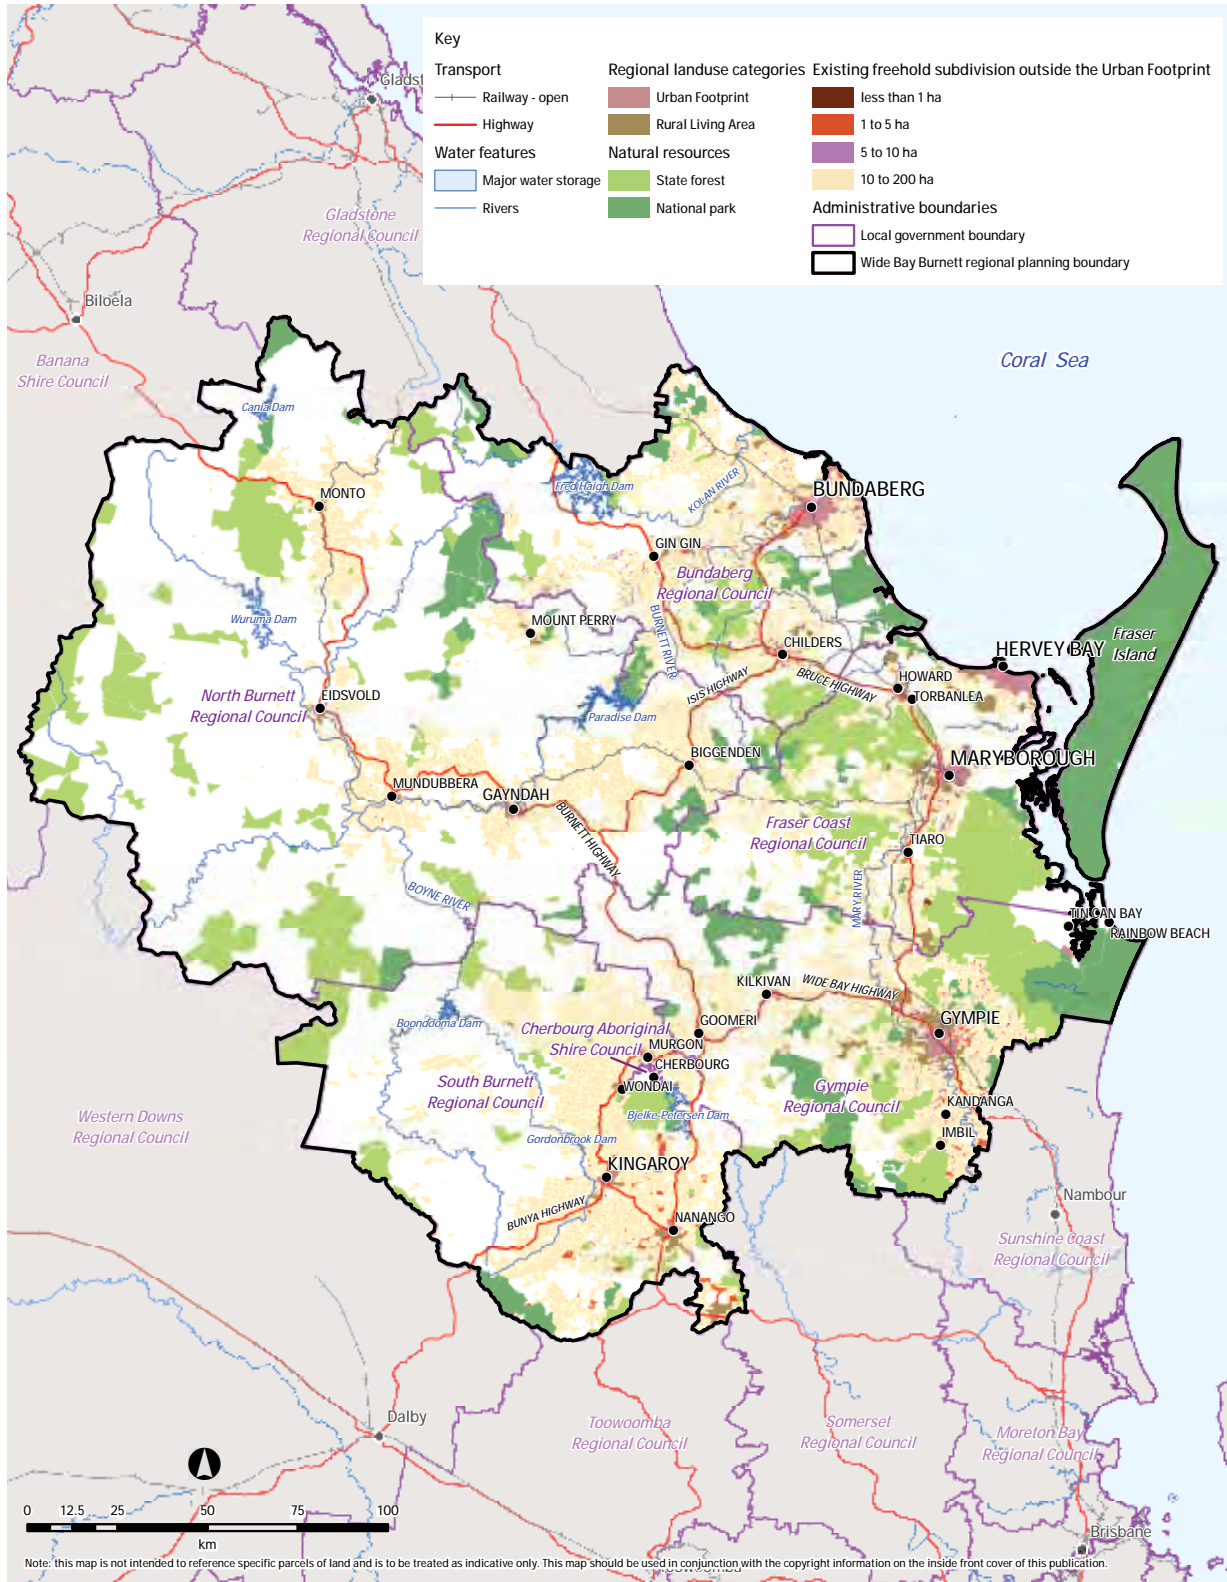 Key
Transport
Railway - open
Highway
Water features
Major water storage
Rivers
Regional landuse categories
Urban Footprint
Rural Living Area
Natural resources
State forest
National park
Existing freehold subdivision outside the Urban Footprint
less than 1 ha
1 to 5 ha
5 to 10 ha
10 to 200 ha
Administrative boundaries
Local government boundary
Wide Bay Burnett regional planning boundary
Gladst
Gladstone
Regional Council
Biloela
Banana
Shire Council
Coral Sea
Cania Dam
MONTO
Fred Haigh Dam
KOLAN RIVER
BUNDABERG
GIN GIN
Bundaberg
Regional Council
Wuruma Dam
MOUNT PERRY
BURNETT RIVER
CHILDERS
HERVEY BAY
Fraser
Island
North Burnett
Regional Council
EIDSVOLD
ISIS HIGHWAY
BRUCE HIGHWAY
HOWARD
TORBANLEA
Paradise Dam
BIGGENDEN
MARYBOROUGH
MUNDUBBERA
GAYNDAH
BURNETT HIGHWAY
Fraser Coast
Regional Council
TIARO
BOYNE RIVER
MARY RIVER
TIN CAN BAY
RAINBOW BEACH
KILKIVAN
WIDE BAY HIGHWAY
Boondooma Dam
Cherbourg Aboriginal
Shire Council
GOOMERI
GYMPIE
MURGON
CHERBOURG
WONDAI
South Burnett
Regional Council
Gympie
Regional Council
KANDANGA
Bjelke-Petersen Dam
IMBIL
Western Downs
Regional Council
Gordonbrook Dam
KINGAROY
BUNYA HIGHWAY
NANANGO
Nambour
Sunshine Coast
Regional Council
Dalby
Toowoomba
Regional Council
Somerset
Regional Council
Moreton Bay
Regional Council
Brisbane
0 12.5 25 50 75 100
km
Note: this map is not intended to reference specific parcels of land and is to be treated as indicative only. This map should be used in conjunction with the copyright information on the inside front cover of this publication.